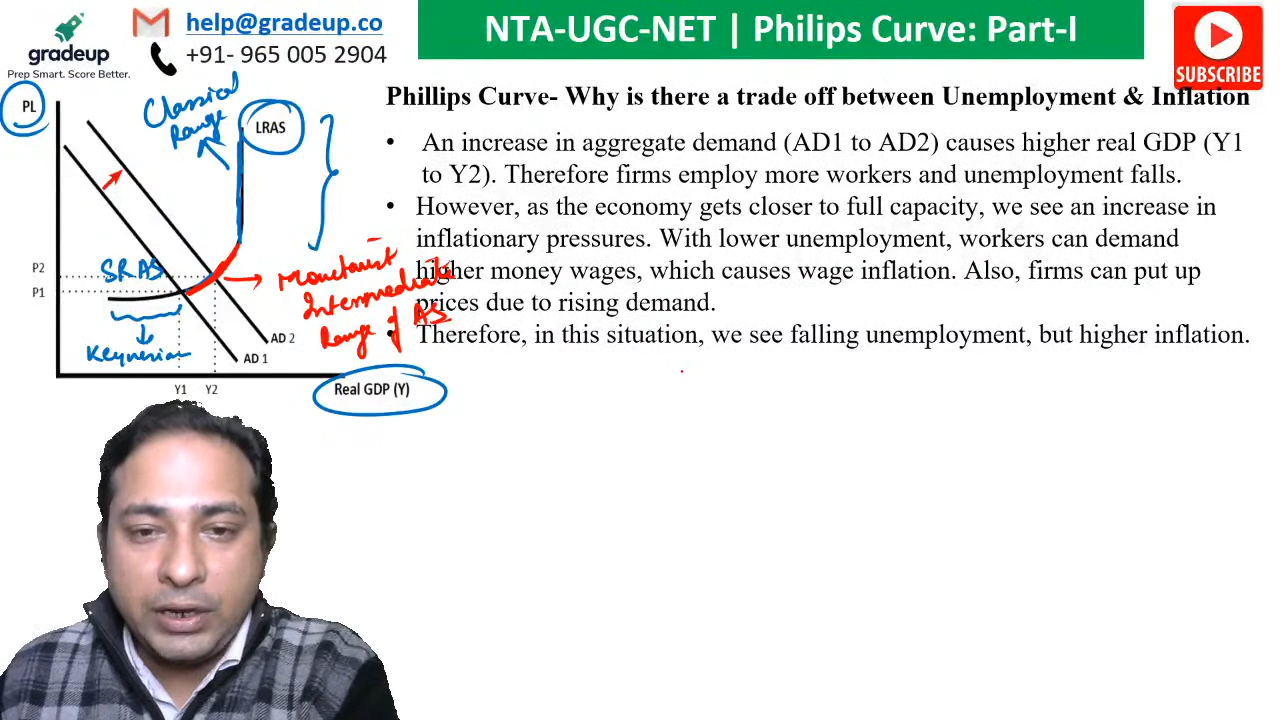 gradeup
Prep Smart. Score Better.
help@gradeup.co
+91- 965 005 2904
NTA-UGC-NET | Philips Curve: Part-I
SUBSCRIBE
PL
Classical
Range
LRAS
SRAS
P2
P1
Keynesian
Monetarist
Intermediate
Range of AS
AD 2
AD 1
Y1 Y2
Real GDP (Y)
Phillips Curve- Why is there a trade off between Unemployment & Inflation
• An increase in aggregate demand (AD1 to AD2) causes higher real GDP (Y1
to Y2). Therefore firms employ more workers and unemployment falls.
• However, as the economy gets closer to full capacity, we see an increase in
inflationary pressures. With lower unemployment, workers can demand
higher money wages, which causes wage inflation. Also, firms can put up
prices due to rising demand.
• Therefore, in this situation, we see falling unemployment, but higher inflation.